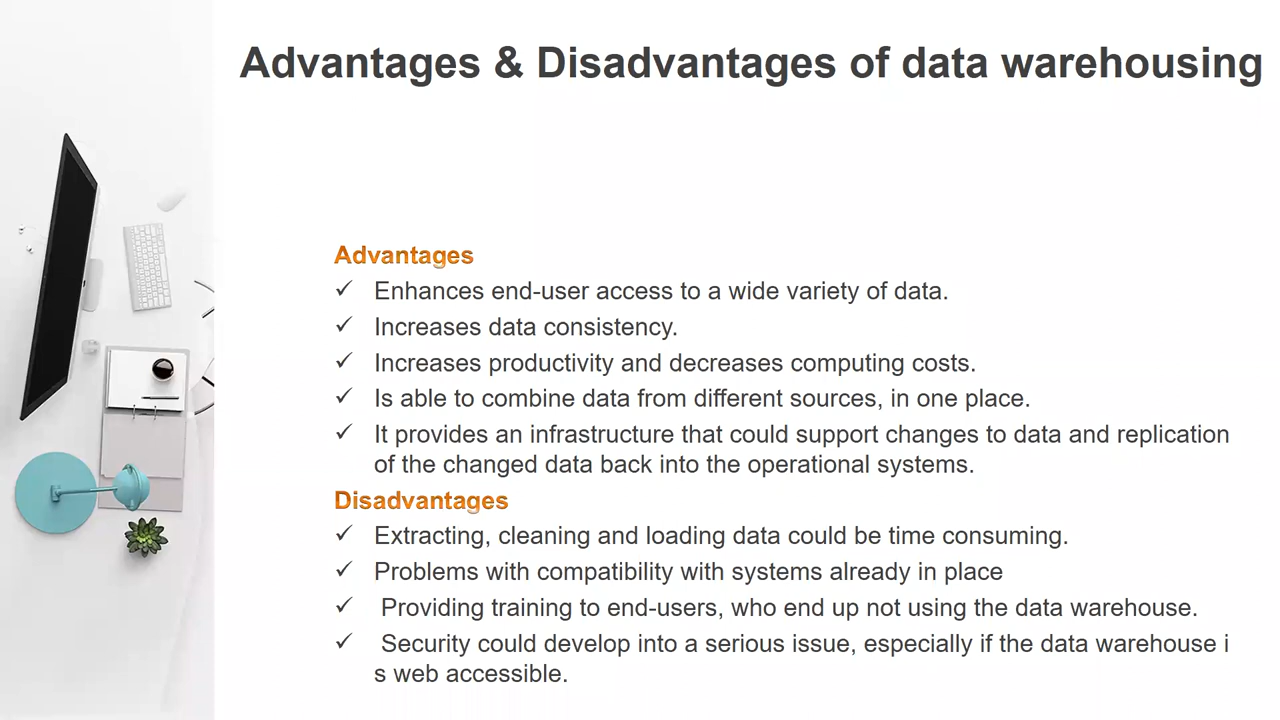 Advantages & Disadvantages of data warehousing
Advantages
✓ Enhances end-user access to a wide variety of data.
✓ Increases data consistency.
✓ Increases productivity and decreases computing costs.
✓ Is able to combine data from different sources, in one place.
✓ It provides an infrastructure that could support changes to data and replication
of the changed data back into the operational systems.
Disadvantages
✓ Extracting, cleaning and loading data could be time consuming.
✓ Problems with compatibility with systems already in place
✓ Providing training to end-users, who end up not using the data warehouse.
✓ Security could develop into a serious issue, especially if the data warehouse i
s web accessible.